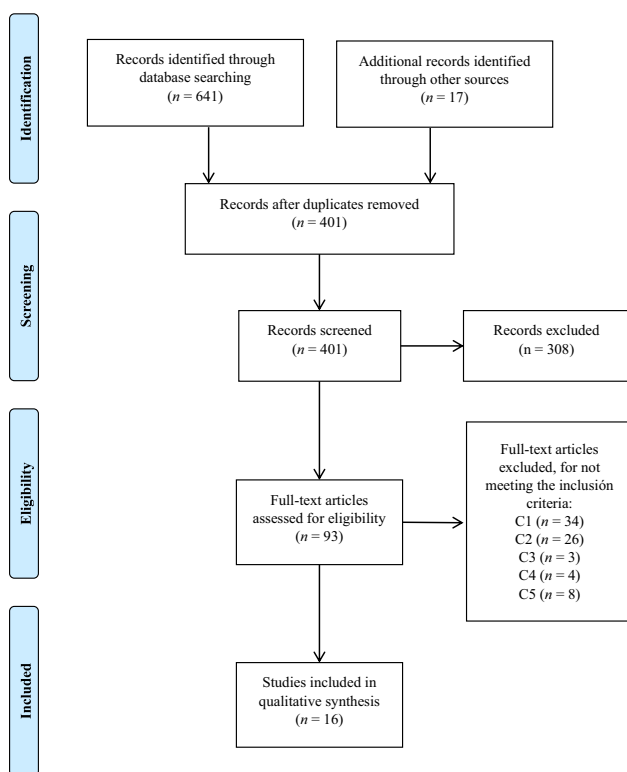 Identification
Records identified through
database searching
(n = 641)
Additional records identified
through other sources
(n = 17)
Records after duplicates removed
(n = 401)
Screening
Records screened
(n = 401)
Records excluded
(n = 308)
Eligibility
Full-text articles
assessed for eligibility
(n = 93)
Full-text articles
excluded, for not
meeting the inclusión
criteria:
C1 (n = 34)
C2 (n = 26)
C3 (n = 3)
C4 (n = 4)
C5 (n = 8)
Included
Studies included in
qualitative synthesis
(n = 16)